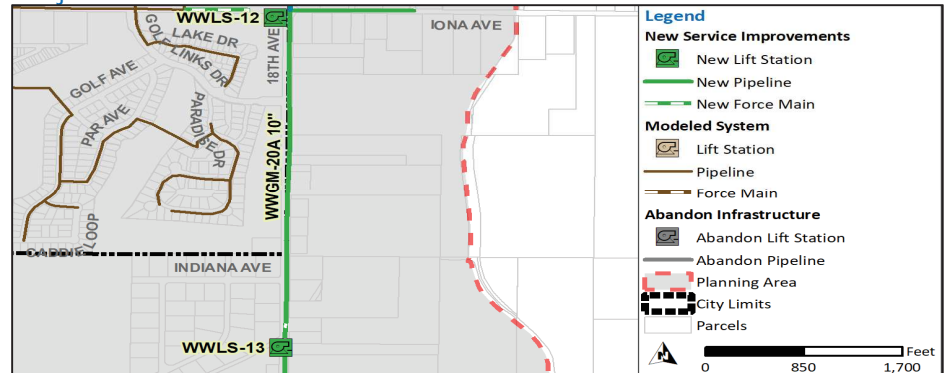 WWLS-12
LAKE DR
GOLF LINKS DR
18TH AVE
IONA AVE
GOLF AVE
PAR AVE
PARADISE DR
WWGM-20A 10"
CADDIE LOOP
INDIANA AVE
WWLS-13
Legend
New Service Improvements
New Lift Station
New Pipeline
New Force Main
Modeled System
Lift Station
Pipeline
Force Main
Abandon Infrastructure
Abandon Lift Station
Abandon Pipeline
Planning Area
City Limits
Parcels
N
Feet
0 850 1,700